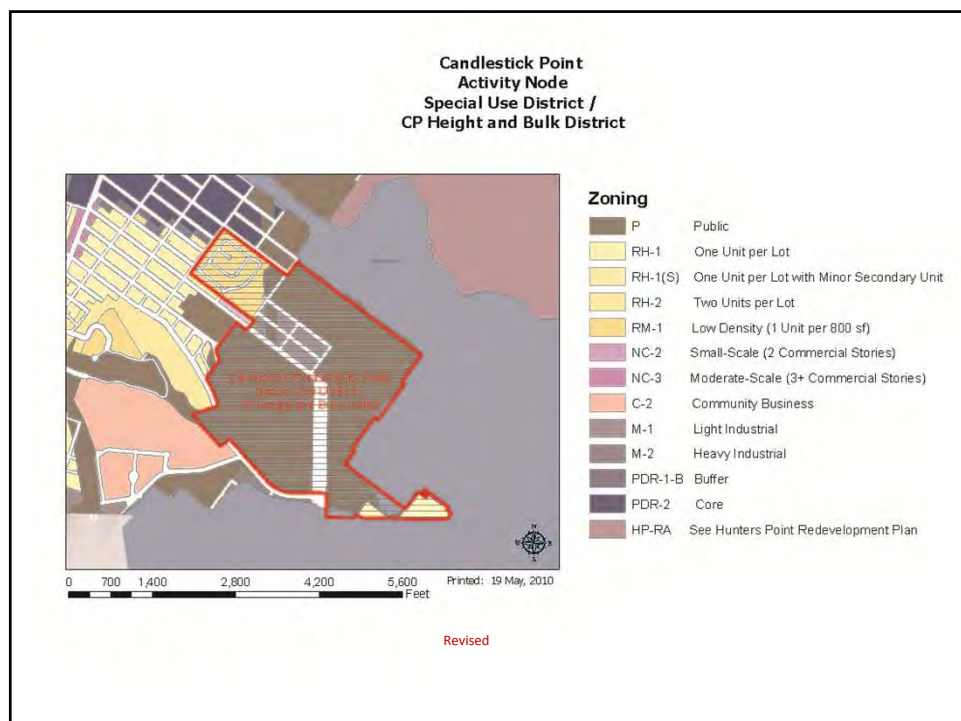 Candlestick Point
Activity Node
Special Use District /
CP Height and Bulk District
Zoning
P Public
RH-1 One Unit per Lot
RH-1(S) One Unit per Lot with Minor Secondary Unit
RH-2 Two Units per Lot
RM-1 Low Density (1 Unit per 800 sf)
NC-2 Small-Scale (2 Commercial Stories)
NC-3 Moderate-Scale (3+ Commercial Stories)
C-2 Community Business
M-1 Light Industrial
M-2 Heavy Industrial
PDR-1-B Buffer
PDR-2 Core
HP-RA See Hunters Point Redevelopment Plan
N
W E
S
0 700 1,400 2,800 4,200 5,600 Printed: 19 May, 2010
Feet
Revised